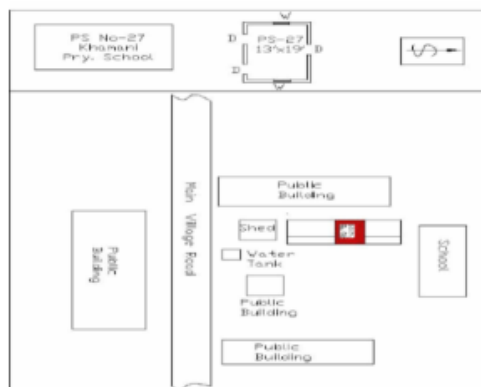 PS No-27
Khamani
Pry. School
W
PS-27
13'x19'
D
D
D
W
Public
Building
Main Village Road
Shed
Water
Tank
Public
Building
School
Public
Building
Public
Building